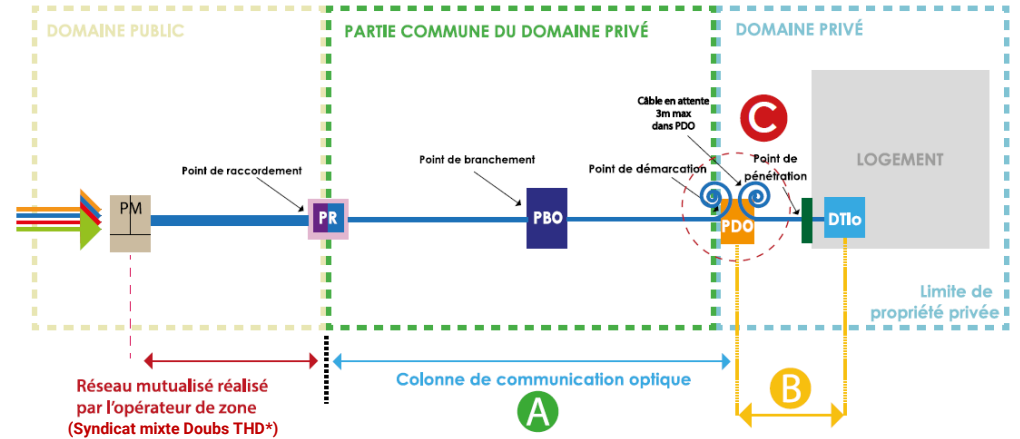 DOMAINE PUBLIC
PARTIE COMMUNE DU DOMAINE PRIVÉ
DOMAINE PRIVÉ
Câble en attente
3m max
dans PDO
C
Point de raccordement
Point de branchement
Point de démarcation
Point de
pénétration
LOGEMENT
PM
PR
PBO
PDO
DTIo
Limite de
propriété privée
Réseau mutualisé réalisé
par l'opérateur de zone
(Syndicat mixte Doubs THD*)
Colonne de communication optique
A
B